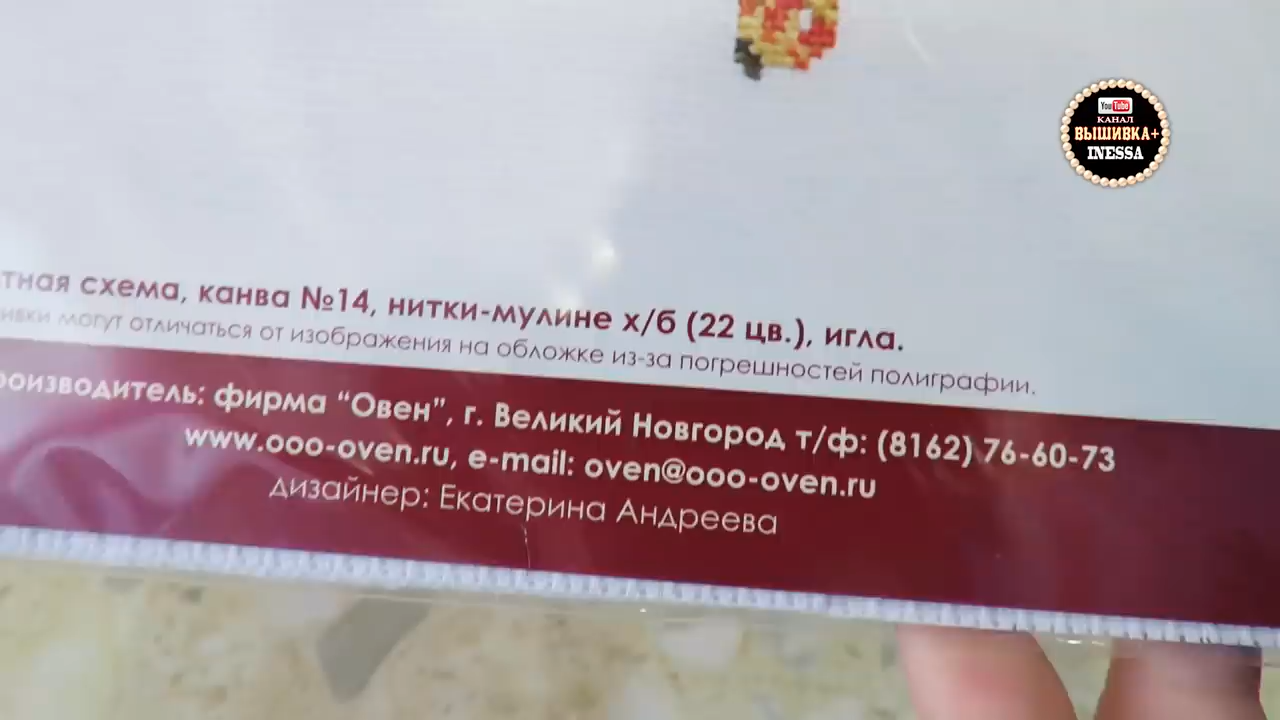 You Tube
КАНАЛ
ВЫШИВКА+
INESSA
тная схема, канва №14, нитки-мулине х/б (22 цв.), игла.
ивки могут отличаться от изображения на обложке из-за погрешностей полиграфии.
роизводитель: фирма “Овен”, г. Великий Новгород т/ф: (8162) 76-60-73
www.ooo-oven.ru, e-mail: oven@ooo-oven.ru
дизайнер: Екатерина Андреева